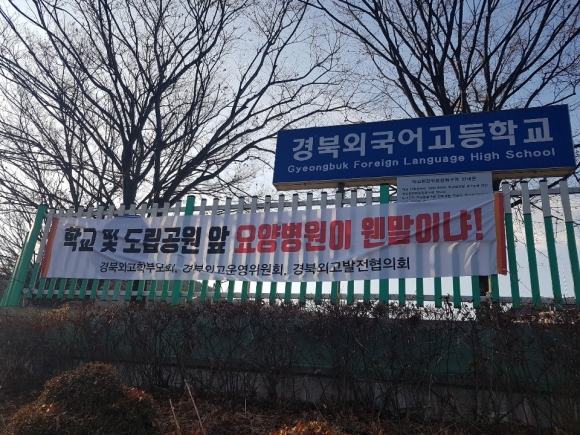 경북외국어고등학교
Gyeongbuk Foreign Language High School
학교 및 도립공원 앞 요양병원이 웬말이냐!
경북외고학부모회, 경북외고운영위원회, 경북외고발전협의회